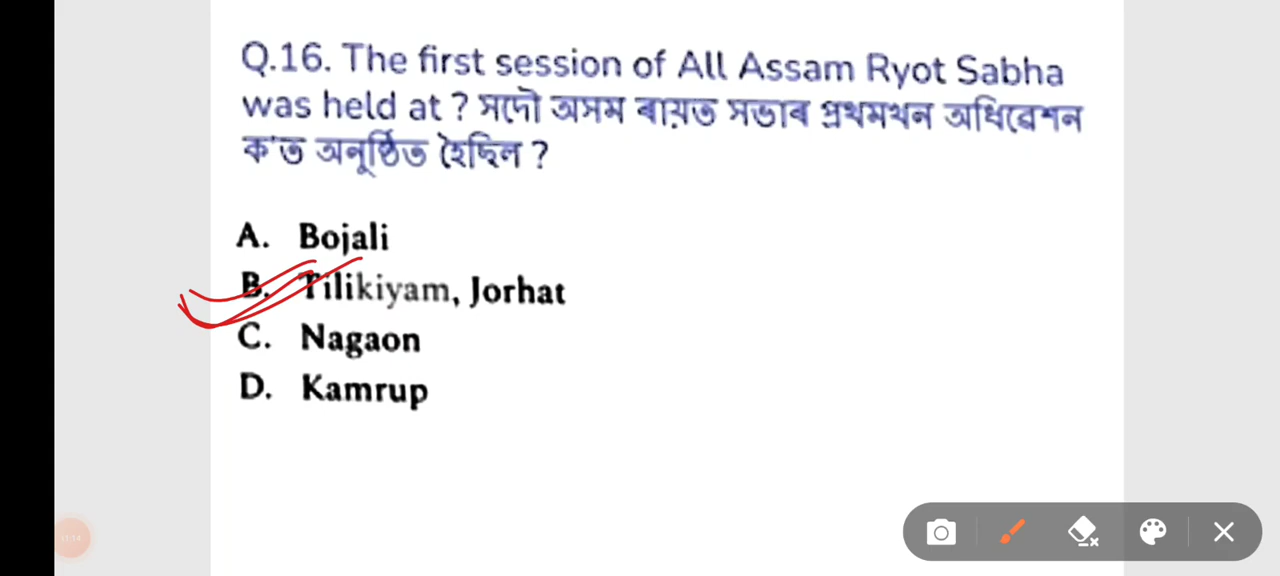 Q.16. The first session of All Assam Ryot Sabha
was held at ? সদৌ অসম ৰায়ত সভাৰ প্ৰথমখন অধিৱেশন
ক'ত অনুৰ্ষ্ঠিত হৈছিল ?
A. Bojali
B. Tilikiyam, Jorhat
C. Nagaon
D. Kamrup